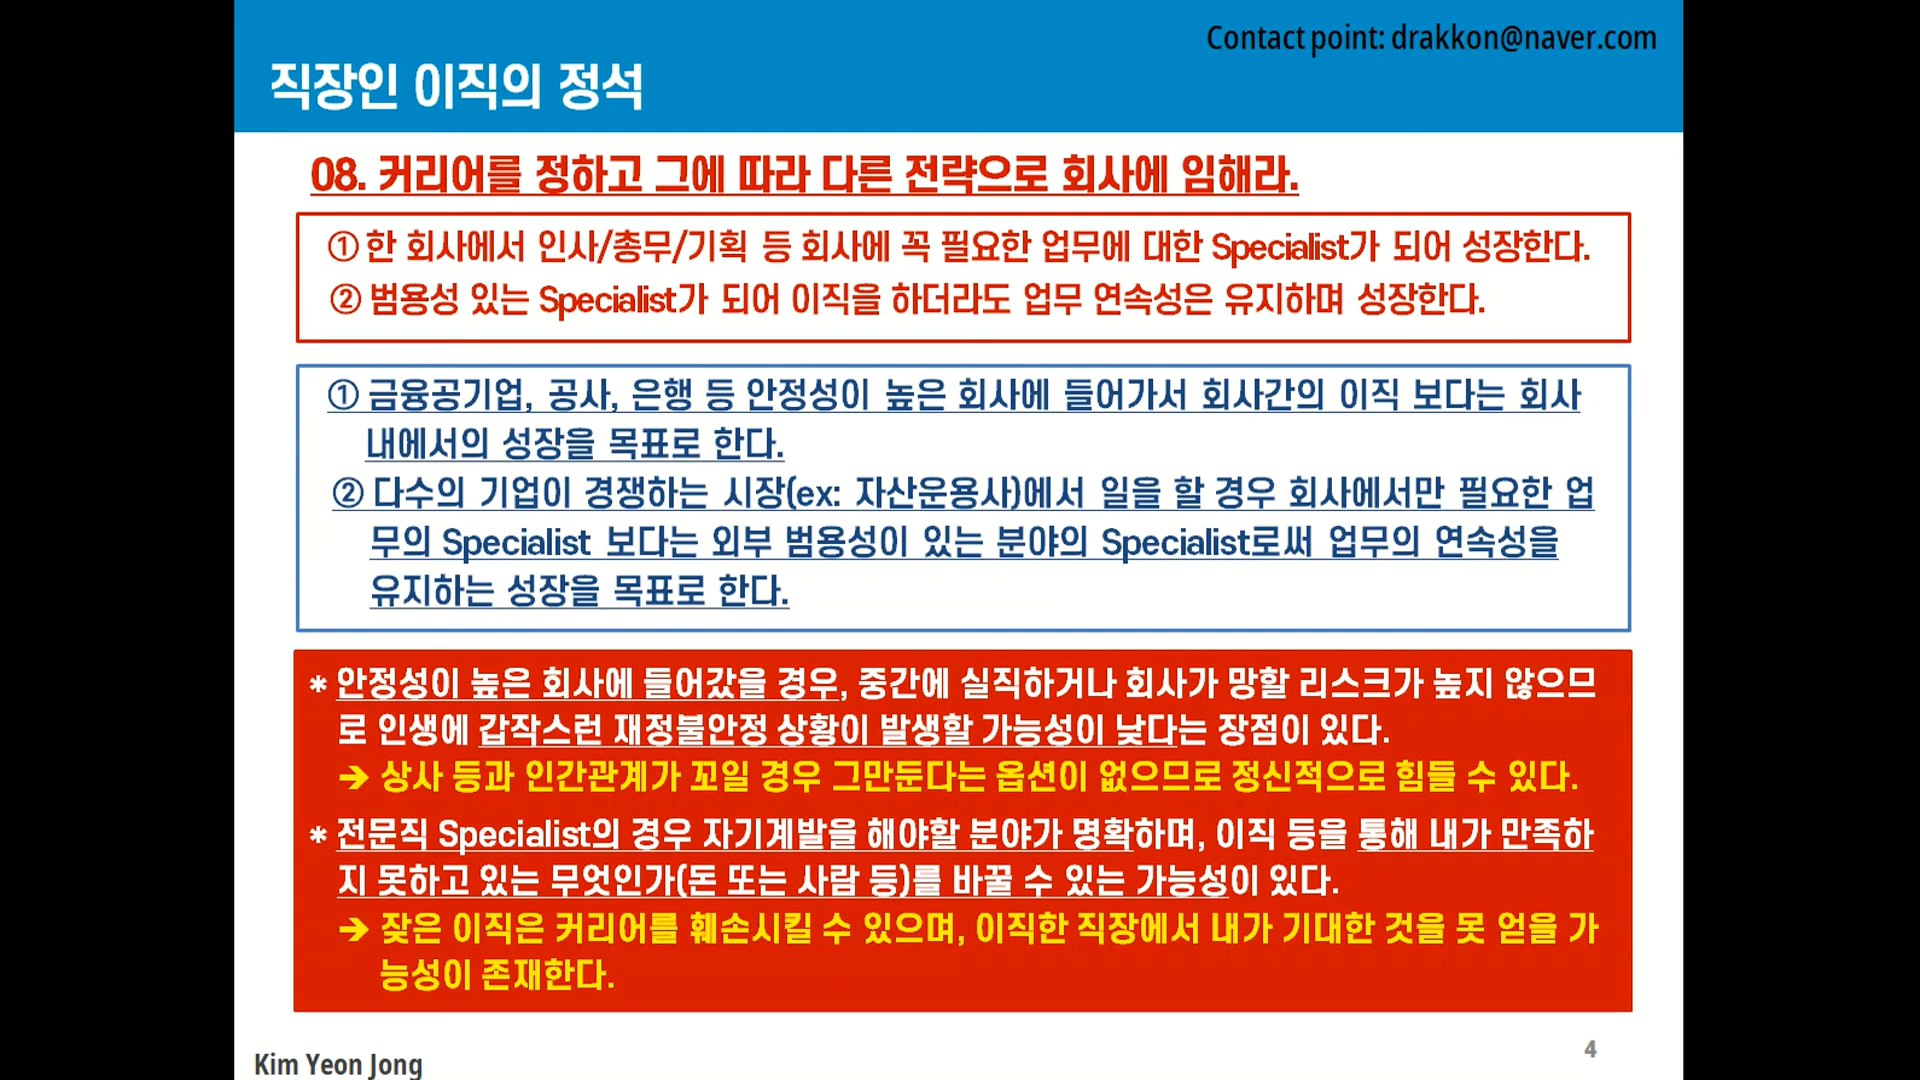 Contact point: drakkon@naver.com
직장인 이직의 정석
08. 커리어를 정하고 그에 따라 다른 전략으로 회사에 임해라.
① 한 회사에서 인사/총무/기획 등 회사에 꼭 필요한 업무에 대한 Specialist가 되어 성장한다.
② 범용성 있는 Specialist가 되어 이직을 하더라도 업무 연속성은 유지하며 성장한다.
① 금융공기업, 공사, 은행 등 안정성이 높은 회사에 들어가서 회사간의 이직 보다는 회사
내에서의 성장을 목표로 한다.
② 다수의 기업이 경쟁하는 시장(ex: 자산운용사)에서 일을 할 경우 회사에서만 필요한 업
무의 Specialist 보다는 외부 범용성이 있는 분야의 Specialist로써 업무의 연속성을
유지하는 성장을 목표로 한다.
* 안정성이 높은 회사에 들어갔을 경우, 중간에 실직하거나 회사가 망할 리스크가 높지 않으므
로 인생에 갑작스런 재정불안정 상황이 발생할 가능성이 낮다는 장점이 있다.
➔ 상사 등과 인간관계가 꼬일 경우 그만둔다는 옵션이 없으므로 정신적으로 힘들 수 있다.
* 전문직 Specialist의 경우 자기계발을 해야할 분야가 명확하며, 이직 등을 통해 내가 만족하
지 못하고 있는 무엇인가(돈 또는 사람 등)를 바꿀 수 있는 가능성이 있다.
➔ 잦은 이직은 커리어를 훼손시킬 수 있으며, 이직한 직장에서 내가 기대한 것을 못 얻을 가
능성이 존재한다.
Kim Yeon Jong
4